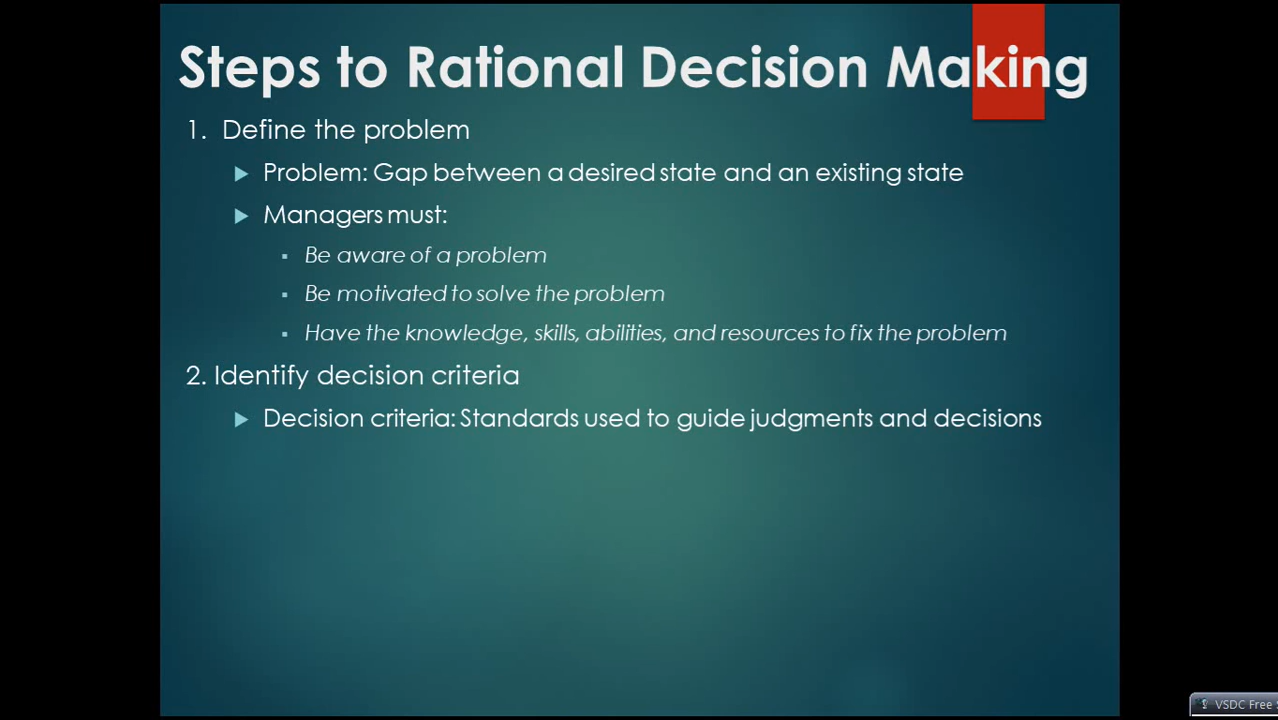 Steps to Rational Decision Making
1. Define the problem
Problem: Gap between a desired state and an existing state
Managers must:
Be aware of a problem
Be motivated to solve the problem
Have the knowledge, skills, abilities, and resources to fix the problem
2. Identify decision criteria
Decision criteria: Standards used to guide judgments and decisions
VSDC Free